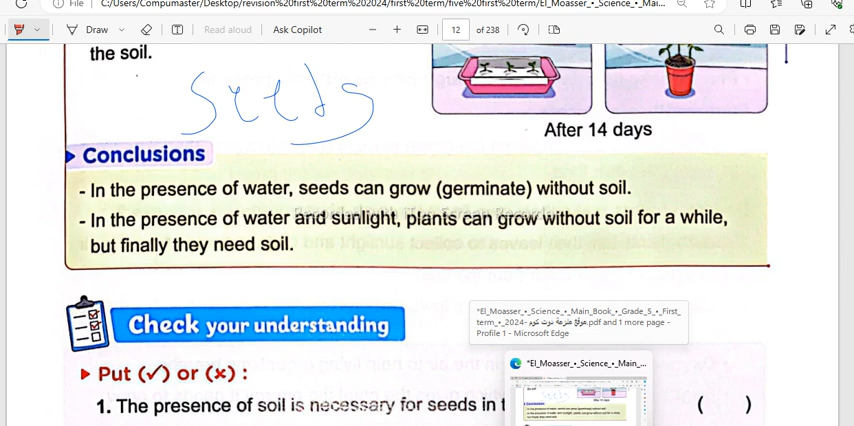 File
C:/Users/Compumaster/Desktop/revision%20first%20term%202024/first%20term/five%20first%20term/El_Moasser_•_Science_•_Mai...
Draw
Read aloud
Ask Copilot
12
of 238
the soil.
seeds
After 14 days
Conclusions
- In the presence of water, seeds can grow (germinate) without soil.
- In the presence of water and sunlight, plants can grow without soil for a while,
but finally they need soil.
*El_Moasser_•_Science_•_Main_Book_•_Grade_5_•_First_
term_•_2024-موقع مذرعة دوت كوم.pdf and 1 more page -
Profile 1 - Microsoft Edge
Check your understanding
*El_Moasser_•_Science_•_Main_...
Put (✓) or (×) :
1. The presence of soil is necessary for seeds in t
( )